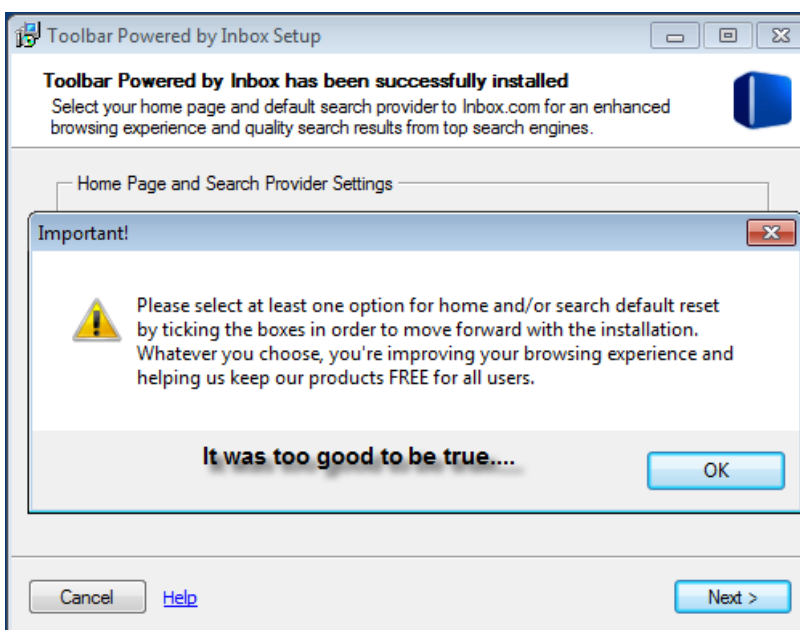 Toolbar Powered by Inbox Setup
Toolbar Powered by Inbox has been successfully installed
Select your home page and default search provider to Inbox.com for an enhanced
browsing experience and quality search results from top search engines.
Home Page and Search Provider Settings
Important!
Please select at least one option for home and/or search default reset
by ticking the boxes in order to move forward with the installation.
Whatever you choose, you're improving your browsing experience and
helping us keep our products FREE for all users.
It was too good to be true....
OK
Cancel Help Next >